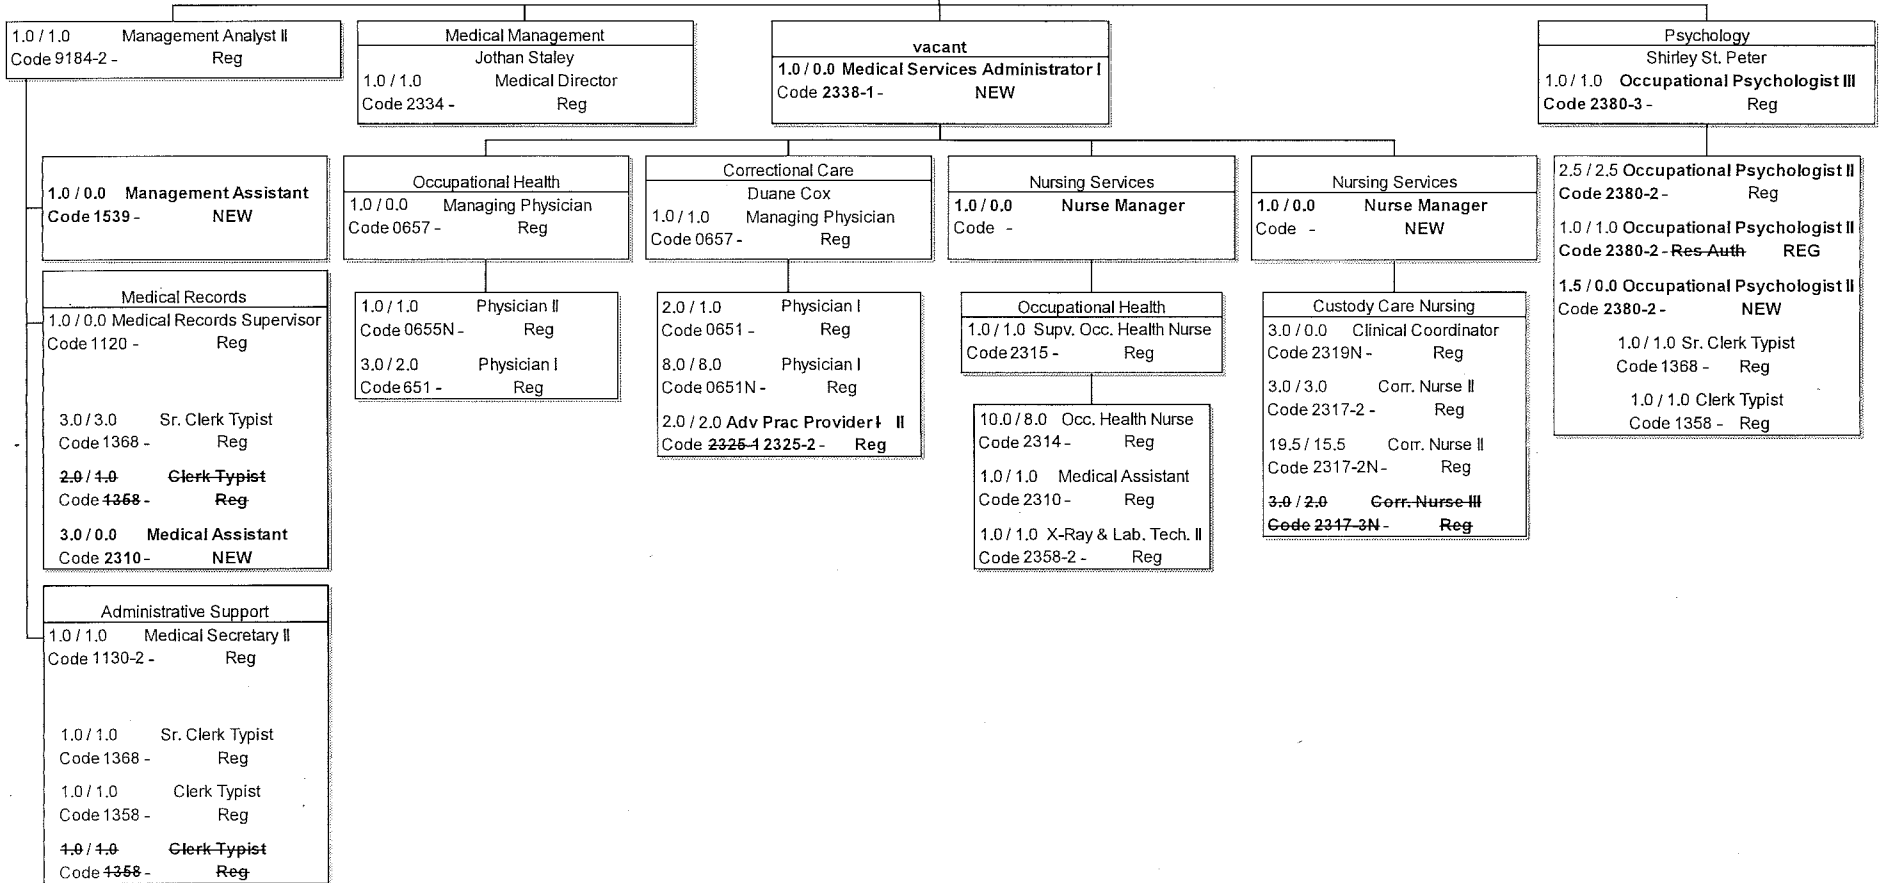 1.0 / 1.0 Management Analyst II
Code 9184-2 - Reg
Medical Management
Jothan Staley
1.0 / 1.0 Medical Director
Code 2334 - Reg
vacant
1.0 / 0.0 Medical Services Administrator I
Code 2338-1 - NEW
Psychology
Shirley St. Peter
1.0 / 1.0 Occupational Psychologist III
Code 2380-3 - Reg
1.0 / 0.0 Management Assistant
Code 1539 - NEW
Occupational Health
1.0 / 0.0 Managing Physician
Code 0657 - Reg
Correctional Care
Duane Cox
1.0 / 1.0 Managing Physician
Code 0657 - Reg
Nursing Services
1.0 / 0.0 Nurse Manager
Code -
Nursing Services
1.0 / 0.0 Nurse Manager
Code - NEW
2.5 / 2.5 Occupational Psychologist II
Code 2380-2 - Reg
1.0 / 1.0 Occupational Psychologist II
Code 2380-2 - Res Auth REG
1.5 / 0.0 Occupational Psychologist II
Code 2380-2 - NEW
1.0 / 1.0 Sr. Clerk Typist
Code 1368 - Reg
1.0 / 1.0 Clerk Typist
Code 1358 - Reg
Medical Records
1.0 / 0.0 Medical Records Supervisor
Code 1120 - Reg
3.0 / 3.0 Sr. Clerk Typist
Code 1368 - Reg
2.0 / 1.0 Clerk Typist
Code 1358 - Reg
3.0 / 0.0 Medical Assistant
Code 2310 - NEW
1.0 / 1.0 Physician II
Code 0655N - Reg
3.0 / 2.0 Physician I
Code 651 - Reg
2.0 / 1.0 Physician I
Code 0651 - Reg
8.0 / 8.0 Physician I
Code 0651N - Reg
2.0 / 2.0 Adv Prac Provider I II
Code 2325-1 2325-2 - Reg
Occupational Health
1.0 / 1.0 Supv. Occ. Health Nurse
Code 2315 - Reg
10.0 / 8.0 Occ. Health Nurse
Code 2314 - Reg
1.0 / 1.0 Medical Assistant
Code 2310 - Reg
1.0 / 1.0 X-Ray & Lab. Tech. II
Code 2358-2 - Reg
Custody Care Nursing
3.0 / 0.0 Clinical Coordinator
Code 2319N - Reg
3.0 / 3.0 Corr. Nurse II
Code 2317-2 - Reg
19.5 / 15.5 Corr. Nurse II
Code 2317-2N - Reg
3.0 / 2.0 Corr. Nurse III
Code 2317-3N - Reg
Administrative Support
1.0 / 1.0 Medical Secretary II
Code 1130-2 - Reg
1.0 / 1.0 Sr. Clerk Typist
Code 1368 - Reg
1.0 / 1.0 Clerk Typist
Code 1358 - Reg
1.0 / 1.0 Clerk Typist
Code 1358 - Reg